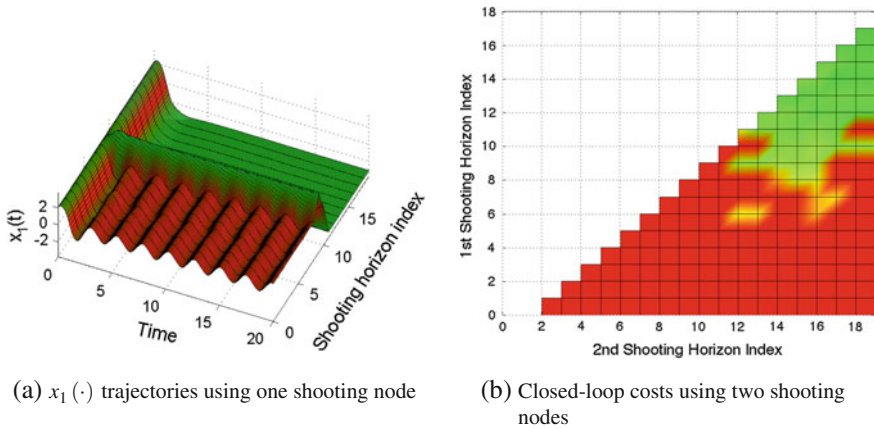 2
0
-2
x₁(t)
0
5
10
15
20
Time
0
5
10
15
Shooting horizon index
18
16
14
12
10
8
6
4
2
0
1st Shooting Horizon Index
0 2 4 6 8 10 12 14 16 18
2nd Shooting Horizon Index
(a) x₁(·) trajectories using one shooting node
(b) Closed-loop costs using two shooting
nodes